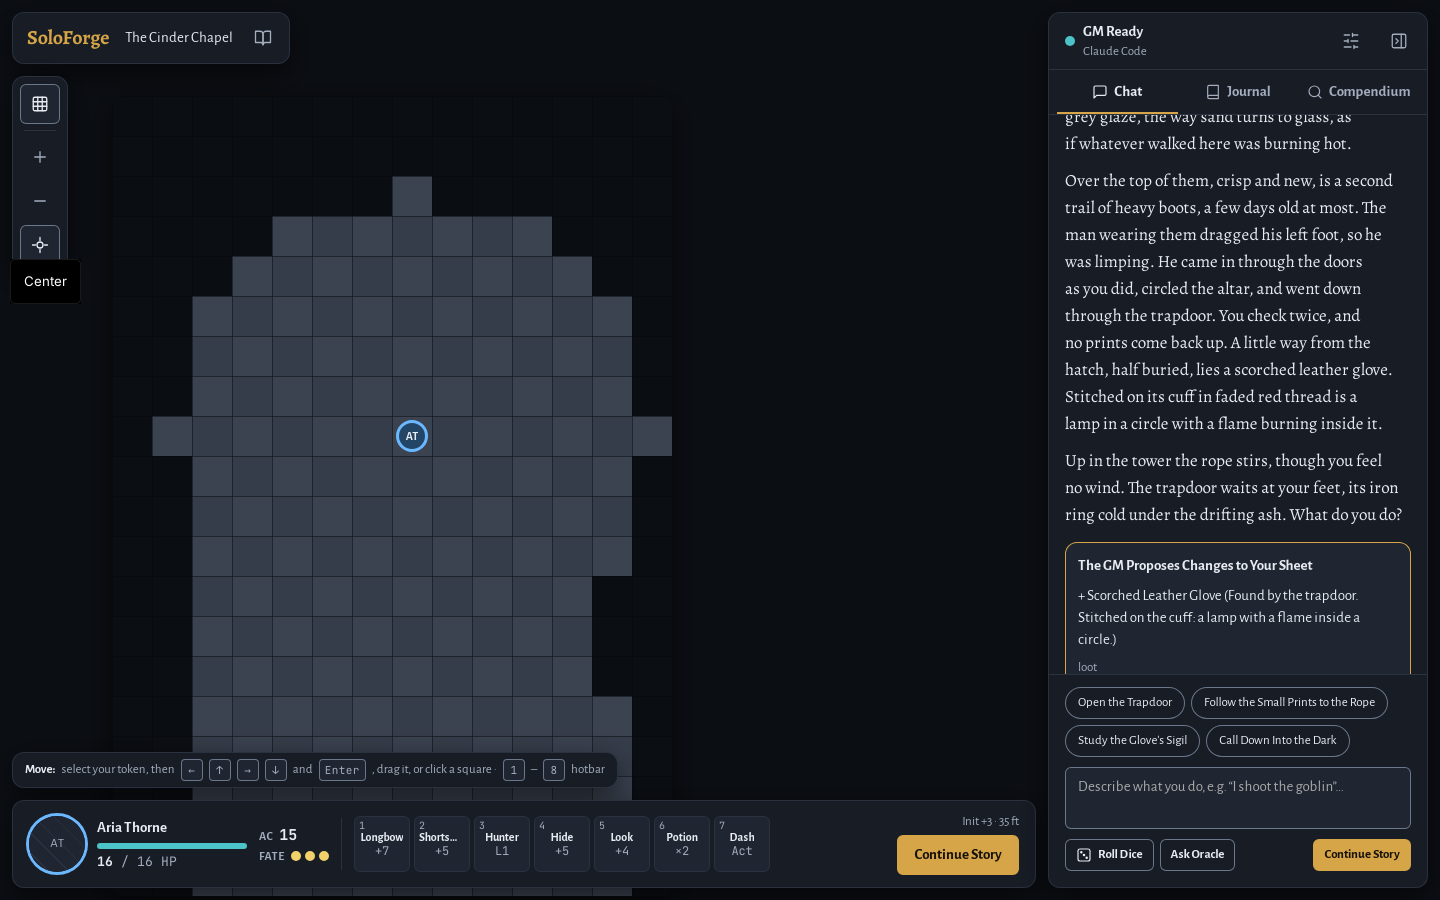 SoloForge The Cinder Chapel
Center
AT
Move: select your token, then ← ↑ → ↓ and Enter , drag it, or click a square · 1 – 8 hotbar
AT
Aria Thorne
16 / 16 HP
AC 15
FATE
1 Longbow +7
2 Shorts... +5
3 Hunter L1
4 Hide +5
5 Look +4
6 Potion ×2
7 Dash Act
Init +3 · 35 ft
Continue Story
GM Ready
Claude Code
Chat Journal Compendium
grey glaze, the way sand turns to glass, as
if whatever walked here was burning hot.
Over the top of them, crisp and new, is a second
trail of heavy boots, a few days old at most. The
man wearing them dragged his left foot, so he
was limping. He came in through the doors
as you did, circled the altar, and went down
through the trapdoor. You check twice, and
no prints come back up. A little way from the
hatch, half buried, lies a scorched leather glove.
Stitched on its cuff in faded red thread is a
lamp in a circle with a flame burning inside it.
Up in the tower the rope stirs, though you feel
no wind. The trapdoor waits at your feet, its iron
ring cold under the drifting ash. What do you do?
The GM Proposes Changes to Your Sheet
+ Scorched Leather Glove (Found by the trapdoor.
Stitched on the cuff: a lamp with a flame inside a
circle.)
loot
Open the Trapdoor Follow the Small Prints to the Rope
Study the Glove's Sigil Call Down Into the Dark
Describe what you do, e.g. “I shoot the goblin”...
Roll Dice Ask Oracle Continue Story